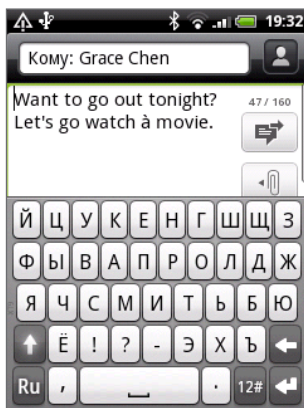 19:32
Кому: Grace Chen
Want to go out tonight?
Let's go watch à movie.
47 / 160
Й Ц У К Е Н Г Ш Щ З
Ф Ы В А П Р О Л Д Ж
Я Ч С М И Т Ь Б Ю
Ё ! ? - Э Х Ъ
Ru , . 12#